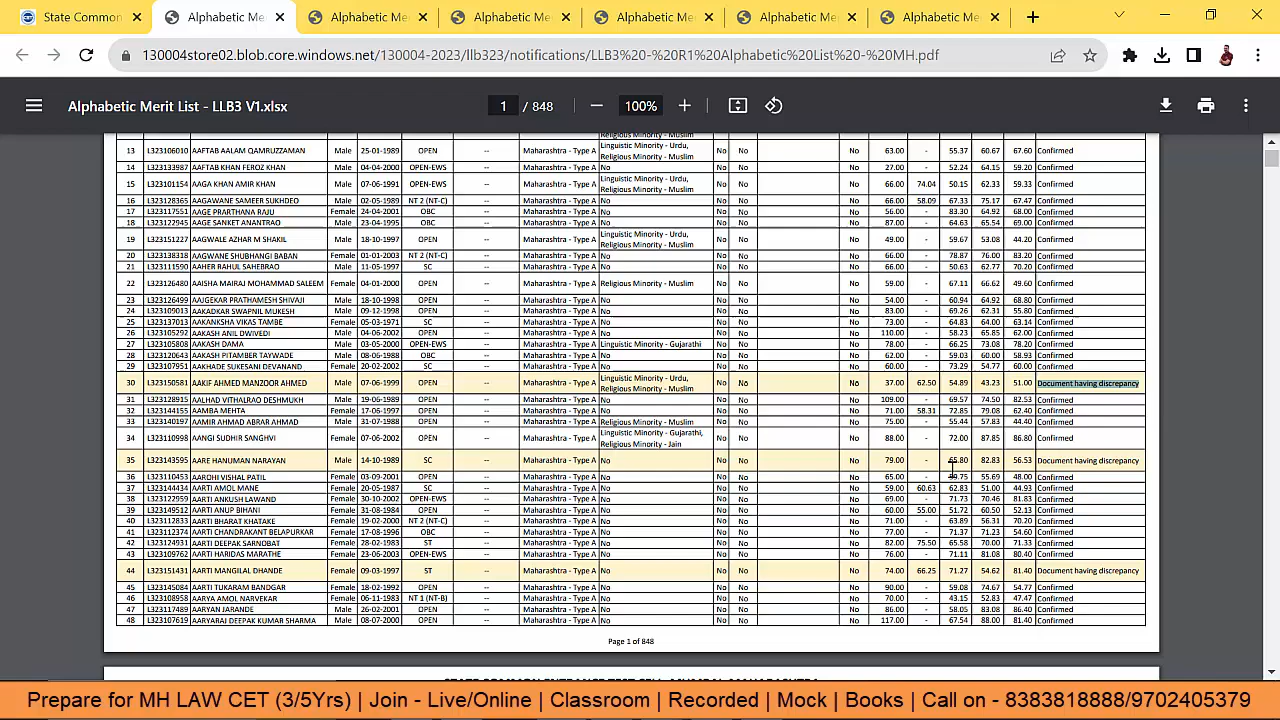 State Common
Alphabetic Me
Alphabetic Me
Alphabetic Me
Alphabetic Me
Alphabetic Me
Alphabetic Me
130004store02.blob.core.windows.net/130004-2023/llb323/notifications/LLB3%20-%20R1%20Alphabetic%20List%20-%20MH.pdf
Alphabetic Merit List - LLB3 V1.xlsx
1 / 848
100%
Religious Minority - Muslim
13 L323106010 AAFTAB AALAM QAMRUZZAMAN Male 25-01-1989 OPEN -- Maharashtra - Type A Linguistic Minority - Urdu, Religious Minority - Muslim No No No 63.00 - 55.37 60.67 67.60 Confirmed
14 L323133987 AAFTAB KHAN FEROZ KHAN Male 04-04-2000 OPEN-EWS -- Maharashtra - Type A No No No No 27.00 - 52.24 60.15 62.00 Confirmed
15 L323101154 AAGA KHAN AMIR KHAN Male 07-06-1991 OPEN -- Maharashtra - Type A Linguistic Minority - Urdu, Religious Minority - Muslim No No No 66.00 74.04 50.15 62.33 59.33 Confirmed
16 L323128365 AAGAWANE SAMEER SUKHDEO Male 02-05-1989 NT 2 (NT-C) -- Maharashtra - Type A No No No No 66.00 58.09 67.33 75.17 67.47 Confirmed
17 L323117551 AAGE PRARTHANA RAJU Female 24-04-2001 OBC -- Maharashtra - Type A No No No No 56.00 - 83.30 64.92 68.00 Confirmed
18 L323122945 AAGE SANKET ANANTRAO Male 23-04-1995 OBC -- Maharashtra - Type A No No No No 87.00 - 64.63 65.54 69.00 Confirmed
19 L323151227 AAGWALE AZHAR M SHAKIL Male 18-10-1997 OPEN -- Maharashtra - Type A Linguistic Minority - Urdu, Religious Minority - Muslim No No No 49.00 - 59.67 53.08 44.20 Confirmed
20 L323138318 AAGWANE SHUBHANGI BABAN Female 01-01-2003 NT 2 (NT-C) -- Maharashtra - Type A No No No No 66.00 - 78.87 76.00 83.20 Confirmed
21 L323111590 AAHER RAHUL SAHEBRAO Male 11-05-1997 SC -- Maharashtra - Type A No No No No 66.00 - 50.63 62.77 70.20 Confirmed
22 L323126480 AAISHA MAIRAJ MOHAMMAD SALEEM Female 04-01-2000 OPEN -- Maharashtra - Type A Religious Minority - Muslim No No No 59.00 - 67.11 66.62 49.60 Confirmed
23 L323126499 AAJGEKAR PRATHAMESH SHIVAJI Male 18-10-1998 OPEN -- Maharashtra - Type A No No No No 76.00 - 60.94 64.92 68.80 Confirmed
24 L323109013 AAKADKAR SWAPNIL MUKESH Male 09-12-1998 OPEN -- Maharashtra - Type A No No No No 83.00 - 69.26 62.31 55.80 Confirmed
25 L323137013 AAKANKSHA VIKAS TAMBE Female 05-03-1971 SC -- Maharashtra - Type A No No No No 73.00 - 64.83 64.00 63.14 Confirmed
26 L323105292 AAKASH ANIL DWIVEDI Male 04-06-2002 OPEN -- Maharashtra - Type A No No No No 110.00 - 58.23 65.85 62.00 Confirmed
27 L323105808 AAKASH DAMA Male 03-05-2000 OPEN -- Maharashtra - Type A Linguistic Minority - Gujarathi No No No 78.00 - 66.25 73.08 78.20 Confirmed
28 L323120643 AAKASH PITAMBER TAYWADE Male 08-06-1988 OBC -- Maharashtra - Type A No No No No 62.00 - 59.03 60.00 58.93 Confirmed
29 L323107951 AAKHADE SUKESANI DEVANAND Female 20-02-2002 SC -- Maharashtra - Type A No No No No 60.00 - 73.29 54.77 60.00 Confirmed
30 L323150581 AAKIF AHMED MANZOOR AHMED Male 07-06-1999 OPEN -- Maharashtra - Type A Linguistic Minority - Urdu, Religious Minority - Muslim No No No 37.00 62.50 54.89 43.23 51.00 Document having discrepancy
31 L323128915 AALHAD VITHALRAO DESHMUKH Male 19-06-1989 OPEN -- Maharashtra - Type A No No No No 109.00 - 69.57 74.50 82.53 Confirmed
32 L323144155 AAMBA MEHTA Female 17-06-1997 OPEN -- Maharashtra - Type A No No No No 71.00 58.31 72.85 79.08 62.40 Confirmed
33 L323140197 AAMIR AHMAD ABRAR AHMAD Male 31-07-1988 OPEN -- Maharashtra - Type A Religious Minority - Muslim No No No 75.00 - 55.44 57.83 44.40 Confirmed
34 L323110998 AANGI SUDHIR SANGHVI Female 07-06-2002 OPEN -- Maharashtra - Type A Linguistic Minority - Gujarathi, Religious Minority - Jain No No No 88.00 - 72.00 87.85 86.80 Confirmed
35 L323143595 AARE HANUMAN NARAYAN Male 14-10-1989 SC -- Maharashtra - Type A No No No No 79.00 - 65.80 82.83 56.53 Document having discrepancy
36 L323110453 AAROHI VISHAL PATIL Female 03-09-2001 OPEN -- Maharashtra - Type A No No No No 65.00 - 55.69 48.00 Confirmed
37 L323144434 AARTI AMOL MANE Female 20-05-1987 SC -- Maharashtra - Type A No No No No 59.00 60.63 62.83 51.00 44.93 Confirmed
38 L323122959 AARTI ANKUSH LAWAND Female 30-10-2002 OPEN-EWS -- Maharashtra - Type A No No No No 69.00 - 71.73 70.46 81.83 Confirmed
39 L323149512 AARTI ANUP BIHANI Female 31-08-1984 OPEN -- Maharashtra - Type A No No No No 60.00 55.00 51.72 60.50 52.13 Confirmed
40 L323112833 AARTI BHARAT KHATAKE Female 19-02-2000 NT 2 (NT-C) -- Maharashtra - Type A No No No No 71.00 - 63.89 56.31 70.20 Confirmed
41 L323112374 AARTI CHANDRAKANT BELAPURKAR Female 17-08-1996 OBC -- Maharashtra - Type A No No No No 77.00 - 71.37 71.23 54.60 Confirmed
42 L323124931 AARTI DEEPAK SARNOBAT Female 28-02-1983 ST -- Maharashtra - Type A No No No No 82.00 75.50 65.58 70.00 71.33 Confirmed
43 L323109762 AARTI HARIDAS MARATHE Female 23-06-2003 OPEN-EWS -- Maharashtra - Type A No No No No 76.00 - 71.11 81.08 80.40 Confirmed
44 L323151431 AARTI MANGILAL DHANDE Female 09-03-1997 ST -- Maharashtra - Type A No No No No 74.00 66.25 71.27 54.62 81.40 Document having discrepancy
45 L323145084 AARTI TUKARAM BANDGAR Female 18-02-1992 OPEN -- Maharashtra - Type A No No No No 90.00 - 59.08 74.67 54.77 Confirmed
46 L323108958 AARYA AMOL NARVEKAR Female 06-11-1983 NT 1 (NT-B) -- Maharashtra - Type A No No No No 70.00 - 43.15 52.83 47.47 Confirmed
47 L323117489 AARYAN JARANDE Male 26-02-2001 OPEN -- Maharashtra - Type A No No No No 86.00 - 58.05 83.08 86.40 Confirmed
48 L323107619 AARYARAJ DEEPAK KUMAR SHARMA Male 08-07-2000 OPEN -- Maharashtra - Type A No No No No 117.00 - 67.54 88.00 81.40 Confirmed
Page 1 of 848
Prepare for MH LAW CET (3/5Yrs) | Join - Live/Online | Classroom | Recorded | Mock | Books | Call on - 8383818888/9702405379